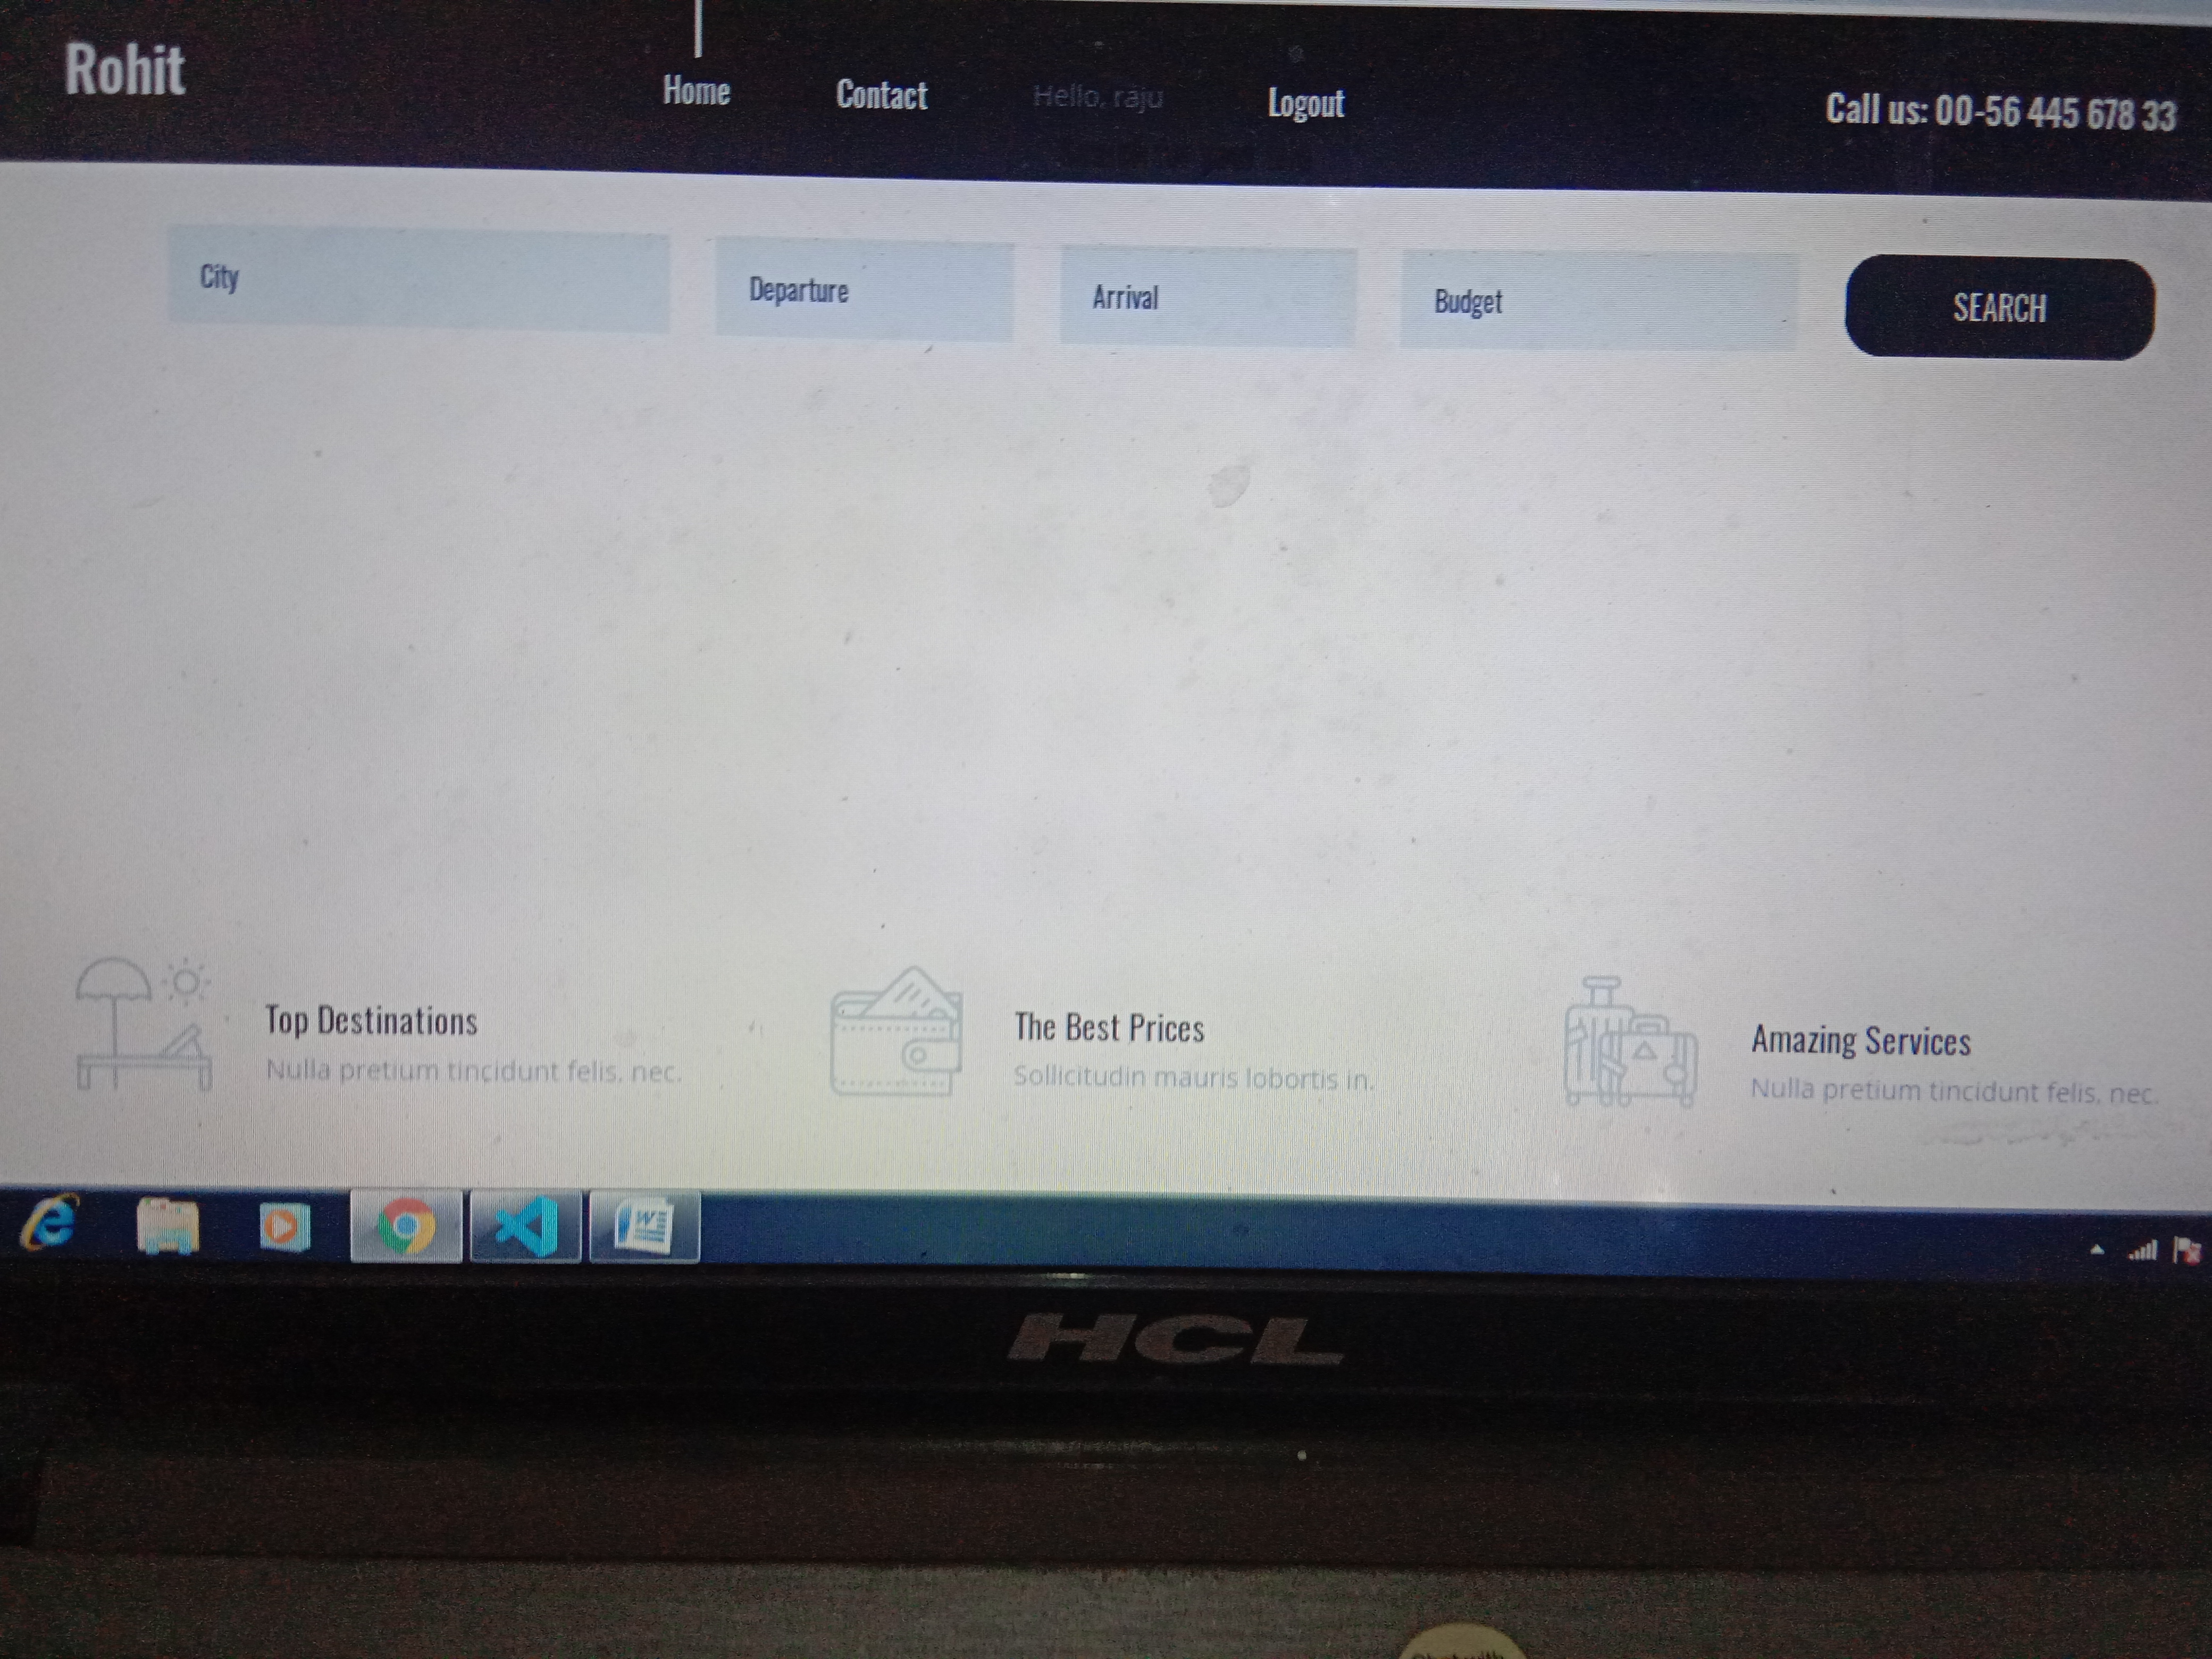 Rohit
Home
Contact
Hello, raju
Logout
Call us: 00-56 445 678 33
City
Departure
Arrival
Budget
SEARCH
Top Destinations
Nulla pretium tincidunt felis, nec.
The Best Prices
Sollicitudin mauris lobortis in.
Amazing Services
Nulla pretium tincidunt felis, nec.
HCL